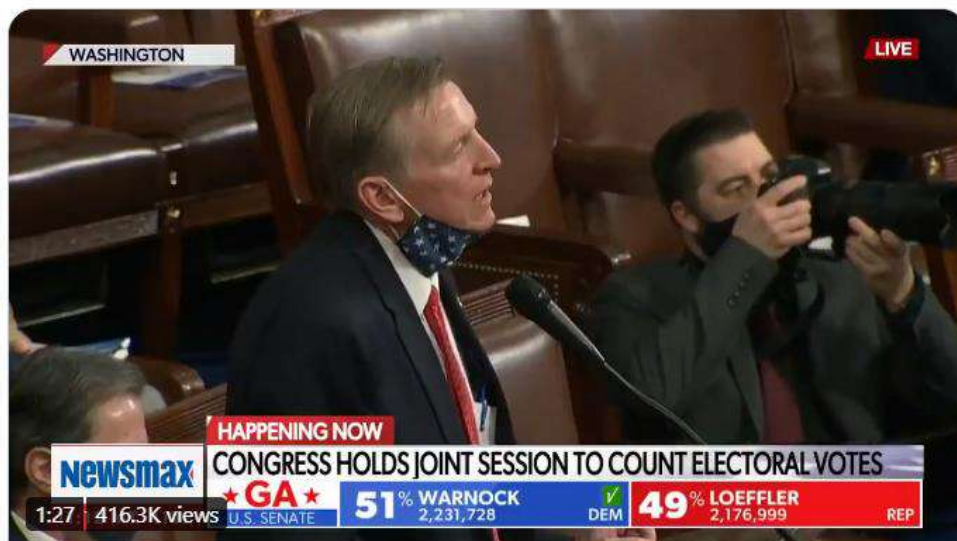 WASHINGTON
LIVE
HAPPENING NOW
newsmax CONGRESS HOLDS JOINT SESSION TO COUNT ELECTORAL VOTES
★GA★ 51% WARNOCK ✓ 49% LOEFFLER
U.S. SENATE 2,231,728 DEM 2,176,999 REP
1:27 416.3K views